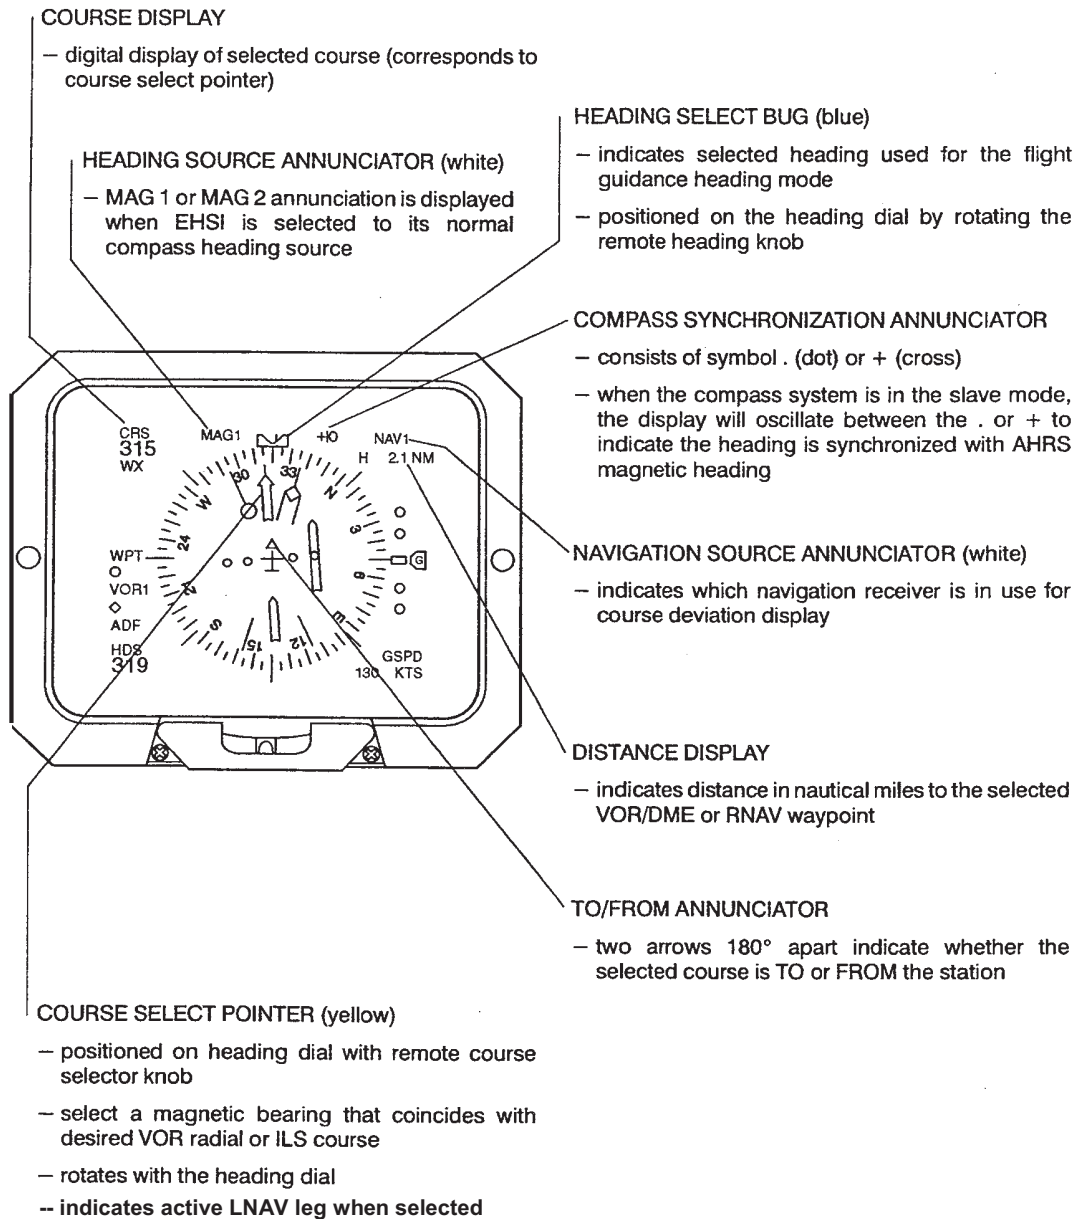 COURSE DISPLAY
– digital display of selected course (corresponds to
course select pointer)
HEADING SOURCE ANNUNCIATOR (white)
– MAG 1 or MAG 2 annunciation is displayed
when EHSI is selected to its normal
compass heading source
HEADING SELECT BUG (blue)
– indicates selected heading used for the flight
guidance heading mode
– positioned on the heading dial by rotating the
remote heading knob
COMPASS SYNCHRONIZATION ANNUNCIATOR
– consists of symbol . (dot) or + (cross)
– when the compass system is in the slave mode,
the display will oscillate between the . or + to
indicate the heading is synchronized with AHRS
magnetic heading
CRS
315
WX
MAG1
+IO
NAV1
H 2.1 NM
30
33
N
3
6
E
12
15
S
21
24
W
G
WPT
VOR1
ADF
HDS
319
GSPD
130 KTS
NAVIGATION SOURCE ANNUNCIATOR (white)
– indicates which navigation receiver is in use for
course deviation display
DISTANCE DISPLAY
– indicates distance in nautical miles to the selected
VOR/DME or RNAV waypoint
TO/FROM ANNUNCIATOR
– two arrows 180° apart indicate whether the
selected course is TO or FROM the station
COURSE SELECT POINTER (yellow)
– positioned on heading dial with remote course
selector knob
– select a magnetic bearing that coincides with
desired VOR radial or ILS course
– rotates with the heading dial
-- indicates active LNAV leg when selected